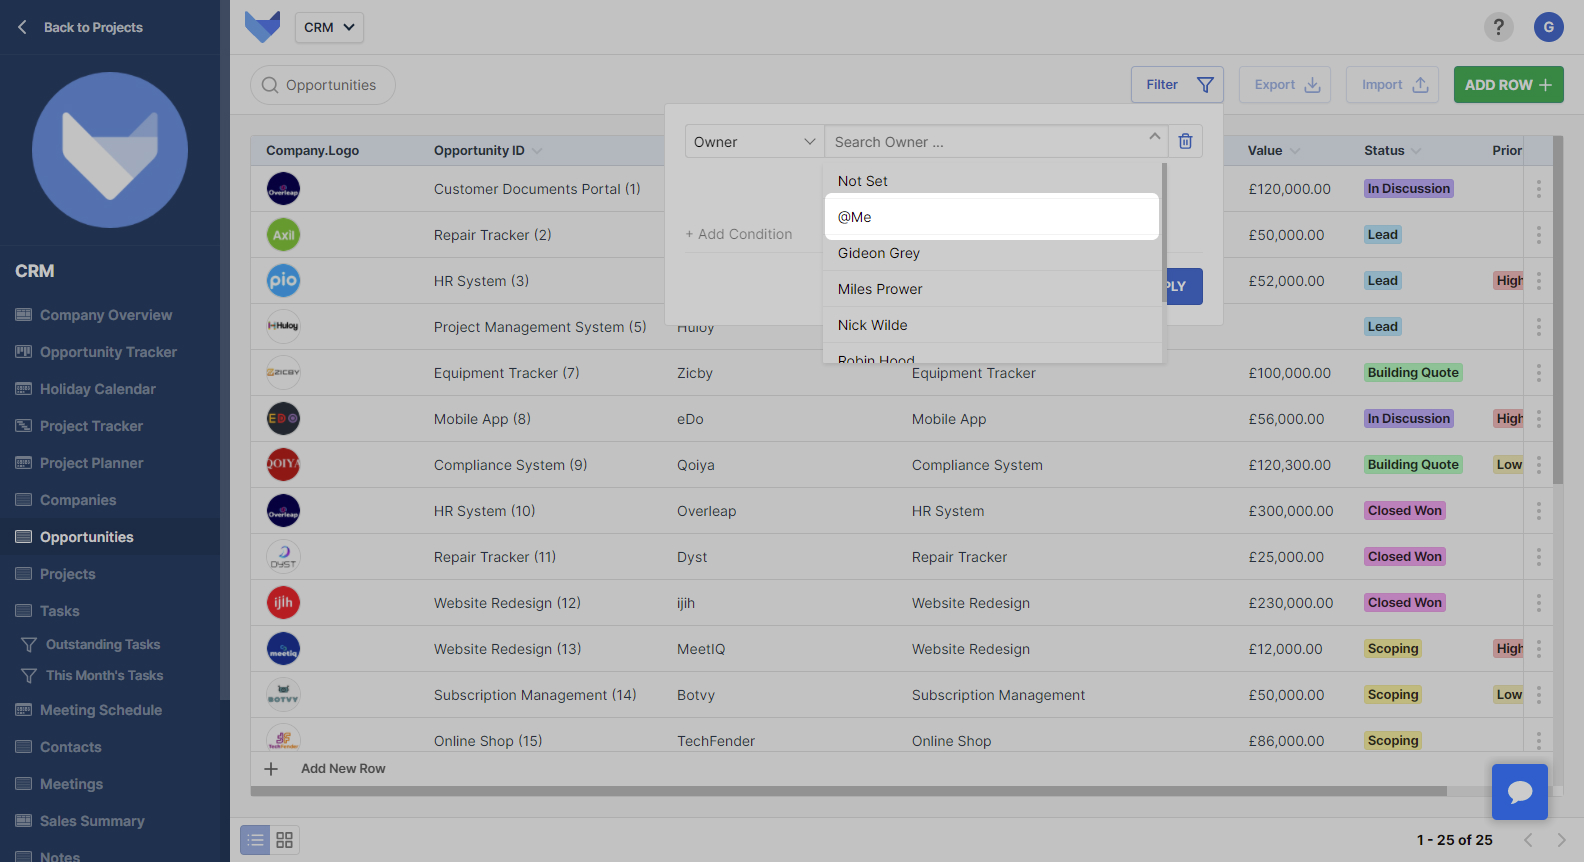 Back to Projects
CRM
?
G
Opportunities
Filter
Export
Import
ADD ROW
Owner
Search Owner ...
Not Set
@Me
Gideon Grey
Miles Prower
Nick Wilde
Robin Hood
+ Add Condition
PLY
CRM
Company Overview
Opportunity Tracker
Holiday Calendar
Project Tracker
Project Planner
Companies
Opportunities
Projects
Tasks
Outstanding Tasks
This Month's Tasks
Meeting Schedule
Contacts
Meetings
Sales Summary
Notes
Company.Logo Opportunity ID Value Status Prior
Overleap Customer Documents Portal (1) £120,000.00 In Discussion
Axil Repair Tracker (2) £50,000.00 Lead
pio HR System (3) £52,000.00 Lead High
Huloy Project Management System (5) Huloy Lead
ZICBY Equipment Tracker (7) Zicby Equipment Tracker £100,000.00 Building Quote
EDO Mobile App (8) eDo Mobile App £56,000.00 In Discussion High
QOIYA Compliance System (9) Qoiya Compliance System £120,300.00 Building Quote Low
Overleap HR System (10) Overleap HR System £300,000.00 Closed Won
DYST Repair Tracker (11) Dyst Repair Tracker £25,000.00 Closed Won
ijih Website Redesign (12) ijih Website Redesign £230,000.00 Closed Won
meetiq Website Redesign (13) MeetIQ Website Redesign £12,000.00 Scoping High
BOTVY Subscription Management (14) Botvy Subscription Management £50,000.00 Scoping Low
TechFender Online Shop (15) TechFender Online Shop £86,000.00 Scoping
Add New Row
1 - 25 of 25